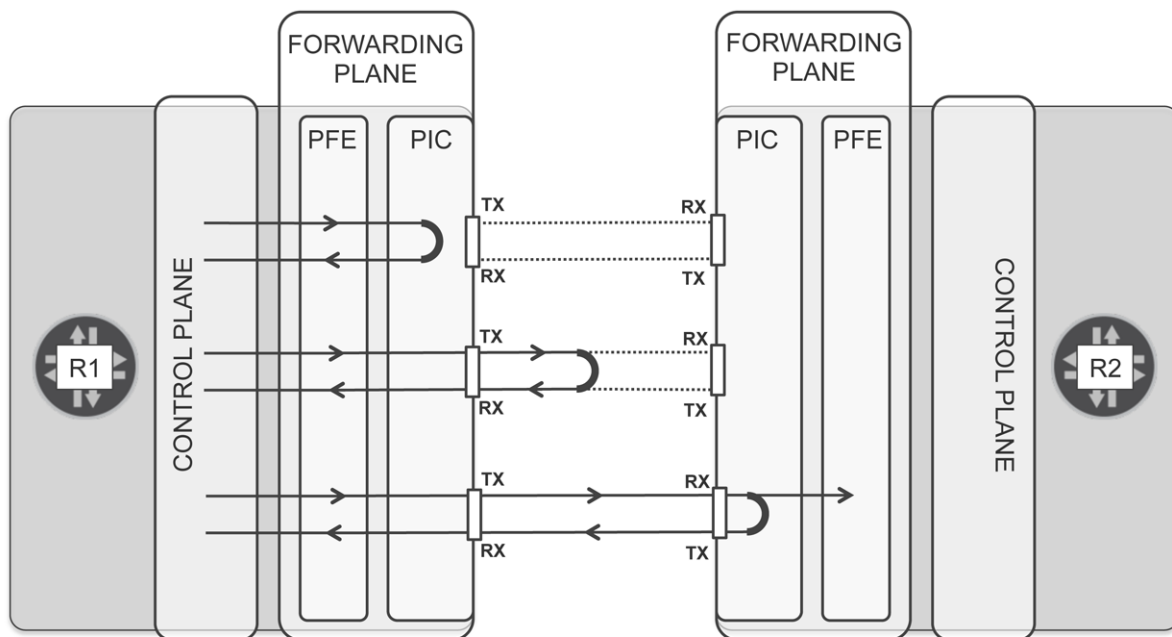 FORWARDING
PLANE
FORWARDING
PLANE
PFE
PIC
PIC
PFE
TX
RX
RX
TX
CONTROL PLANE
CONTROL PLANE
R1
R2
TX
RX
RX
TX
TX
RX
RX
TX